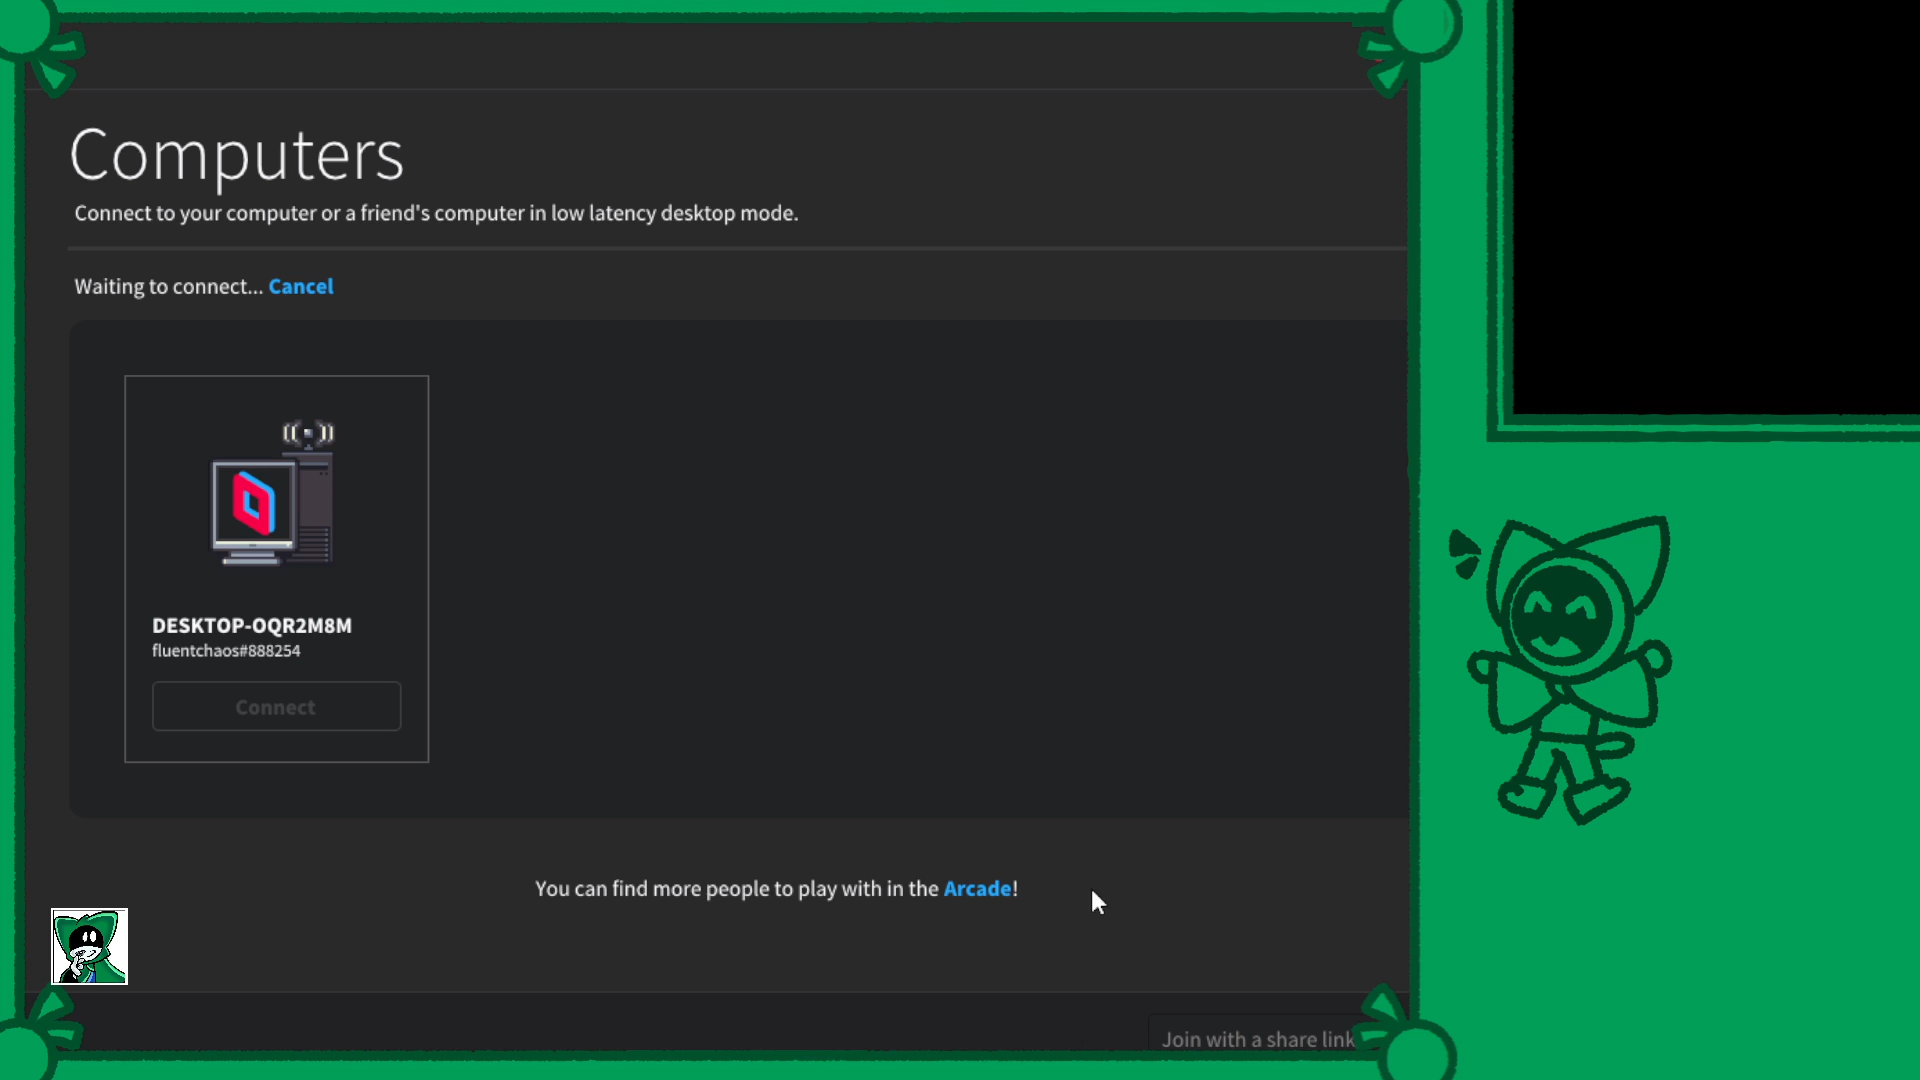 Computers
Connect to your computer or a friend's computer in low latency desktop mode.
Waiting to connect... Cancel
DESKTOP-OQR2M8M
fluentchaos#888254
Connect
You can find more people to play with in the Arcade!
Join with a share link